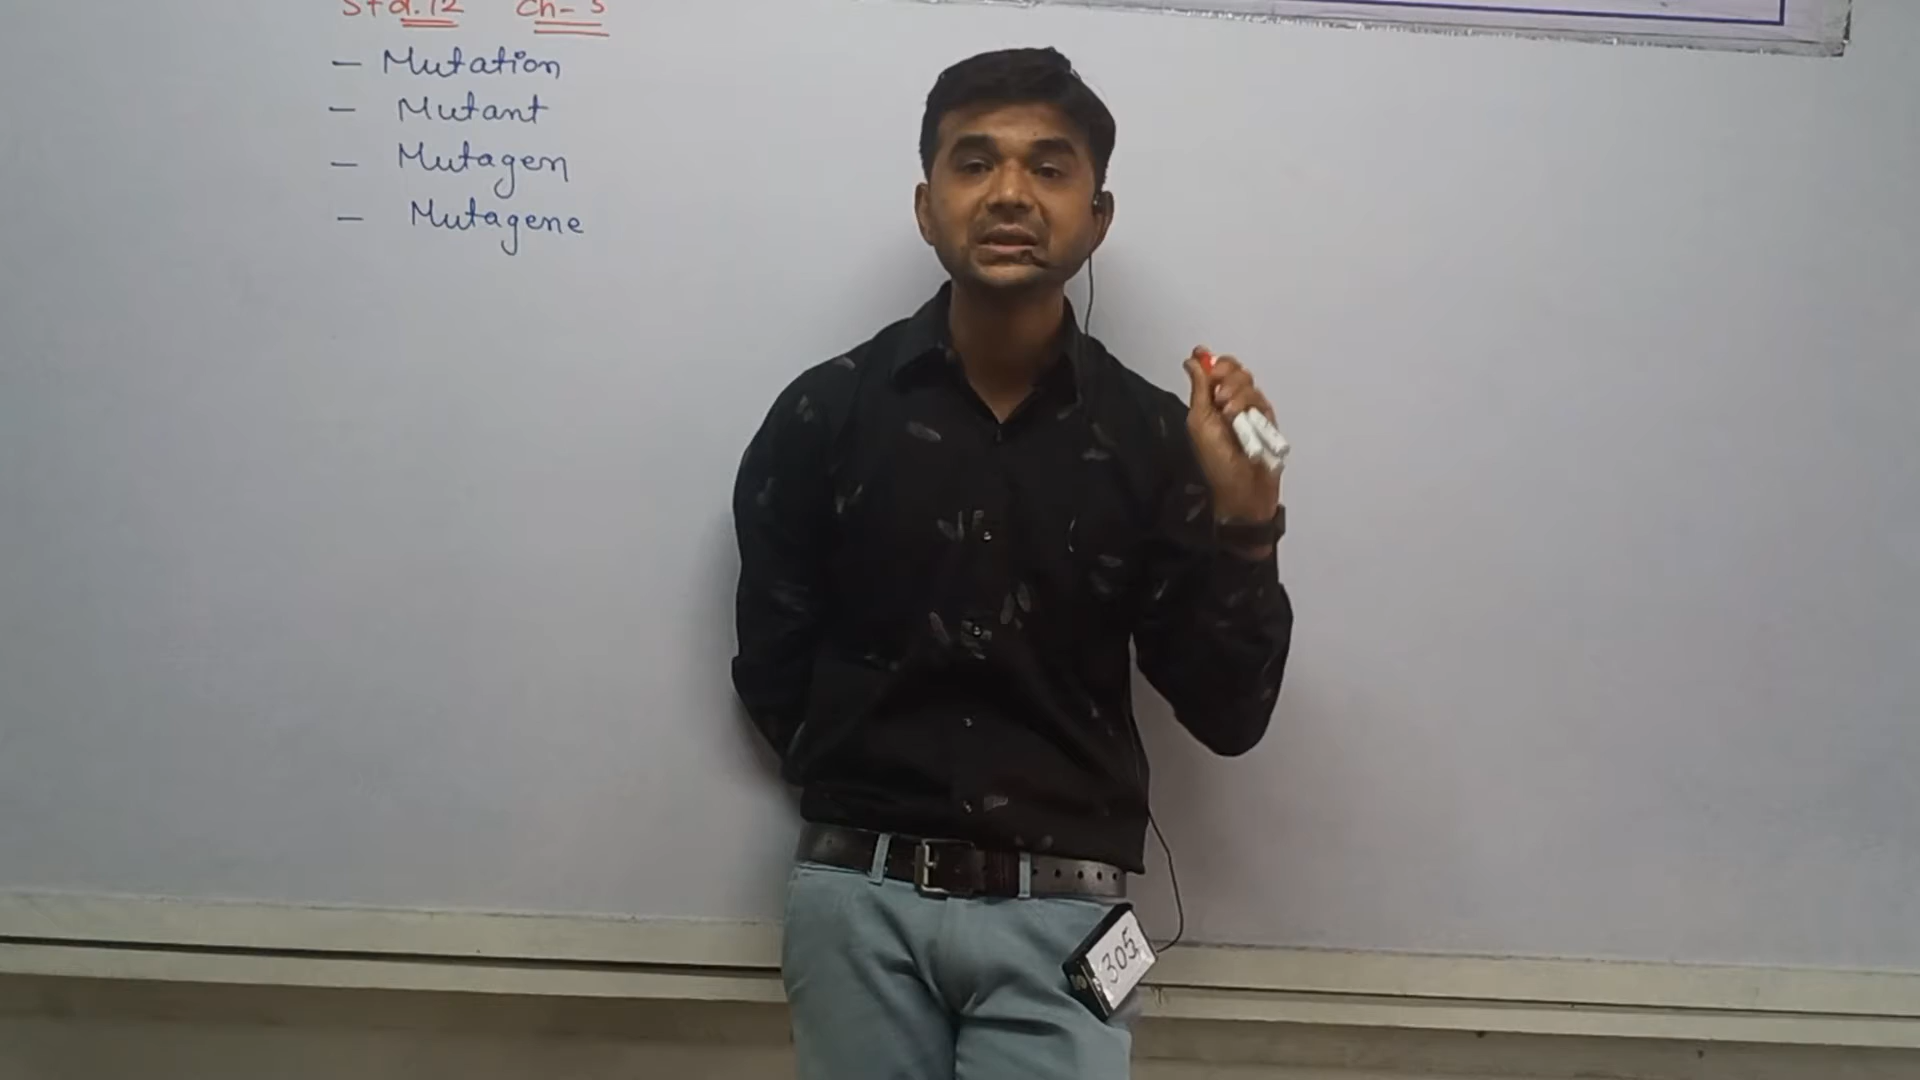 Std. 12 Ch- 5
- Mutation
- Mutant
- Mutagen
- Mutagene
305